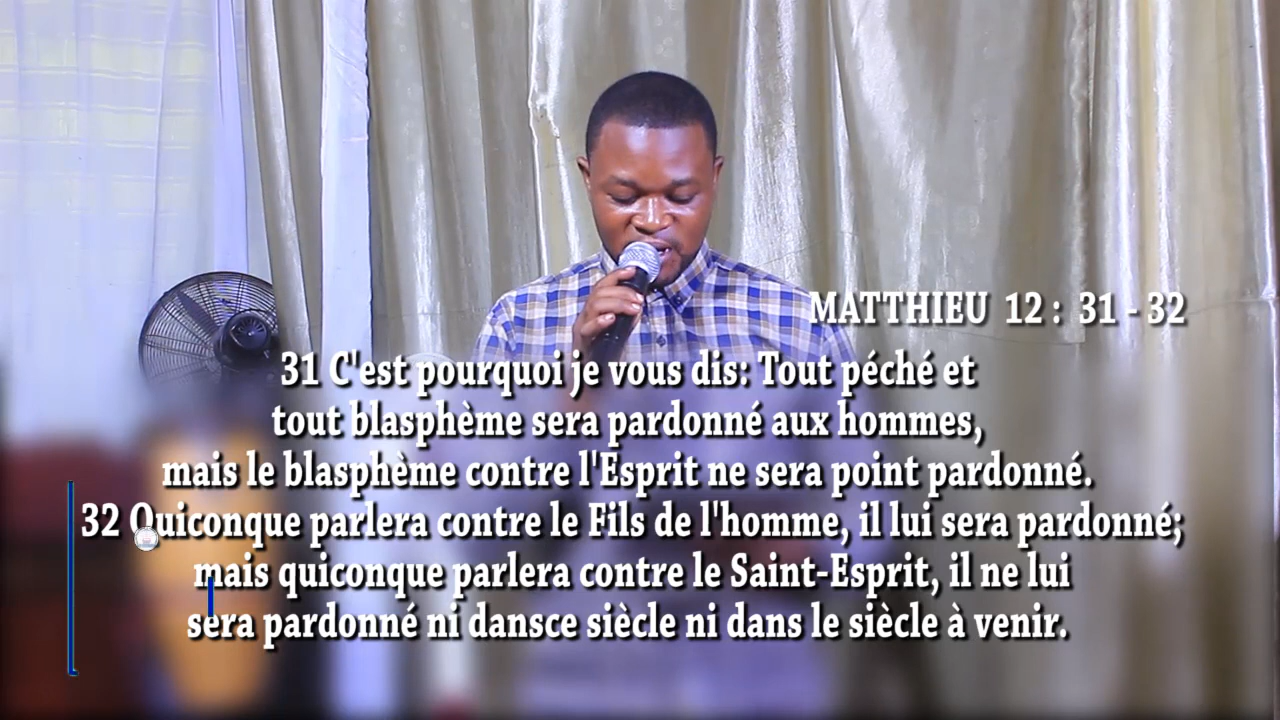 MATTHIEU 12 : 31 - 32
31 C'est pourquoi je vous dis: Tout péché et
tout blasphème sera pardonné aux hommes,
mais le blasphème contre l'Esprit ne sera point pardonné.
32 Quiconque parlera contre le Fils de l'homme, il lui sera pardonné;
mais quiconque parlera contre le Saint-Esprit, il ne lui
sera pardonné ni dansce siècle ni dans le siècle à venir.